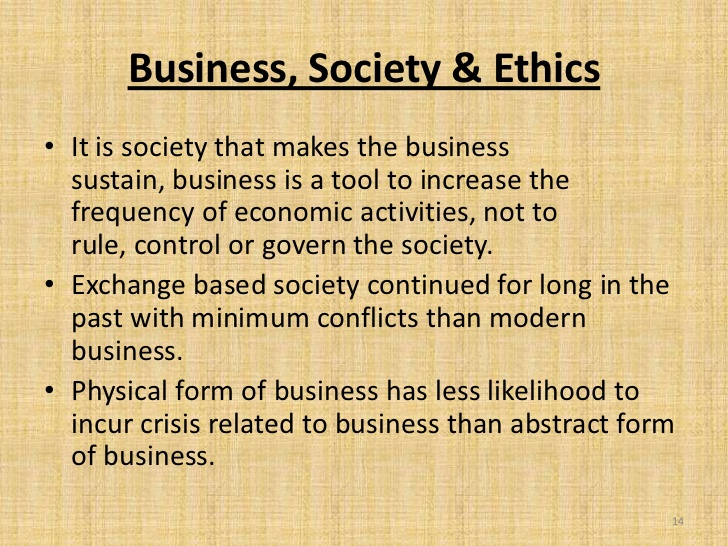 Business, Society & Ethics
• It is society that makes the business
sustain, business is a tool to increase the
frequency of economic activities, not to
rule, control or govern the society.
• Exchange based society continued for long in the
past with minimum conflicts than modern
business.
• Physical form of business has less likelihood to
incur crisis related to business than abstract form
of business.
14